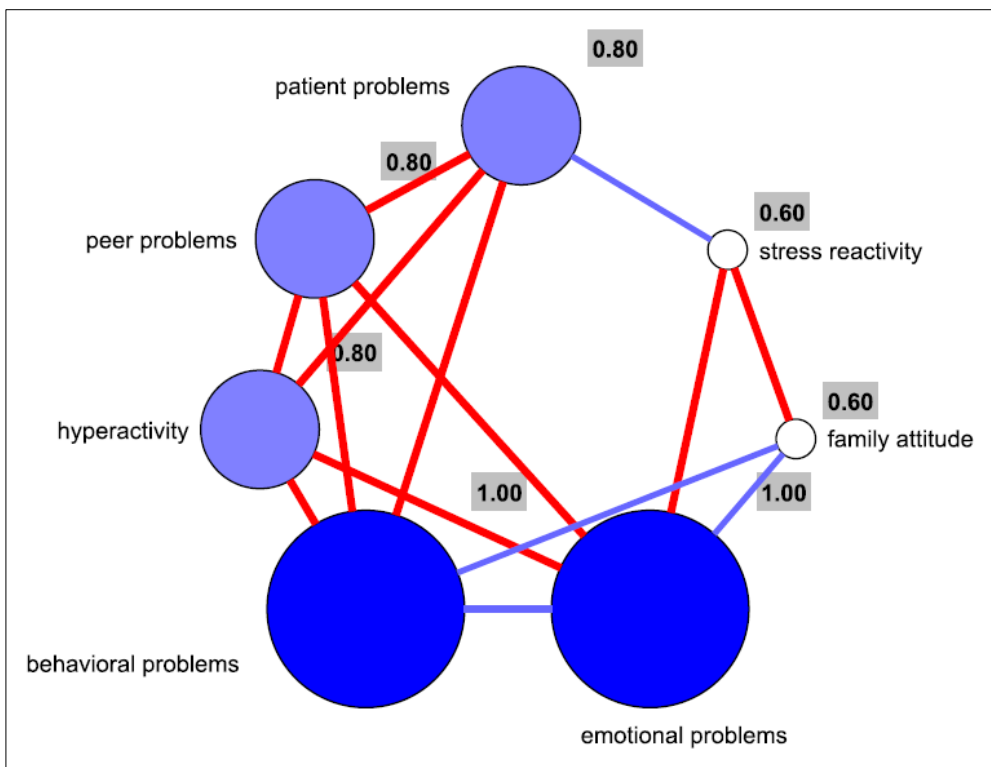 0.80
patient problems
0.80
peer problems
0.60
stress reactivity
0.80
0.60
hyperactivity
family attitude
1.00
1.00
behavioral problems
emotional problems